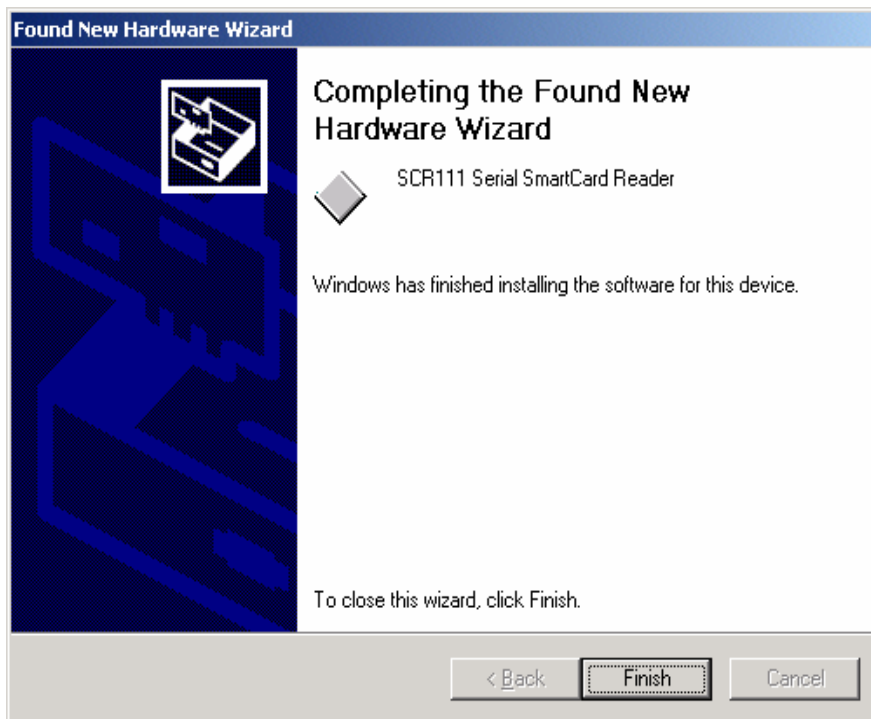 Found New Hardware Wizard
Completing the Found New
Hardware Wizard
SCR111 Serial SmartCard Reader
Windows has finished installing the software for this device.
To close this wizard, click Finish.
< Back
Finish
Cancel